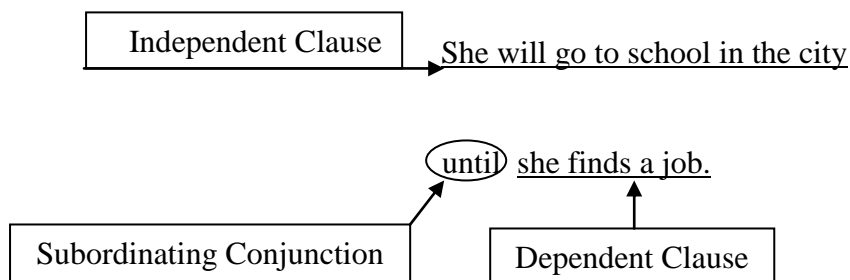 Independent Clause She will go to school in the city
until she finds a job.
Subordinating Conjunction Dependent Clause